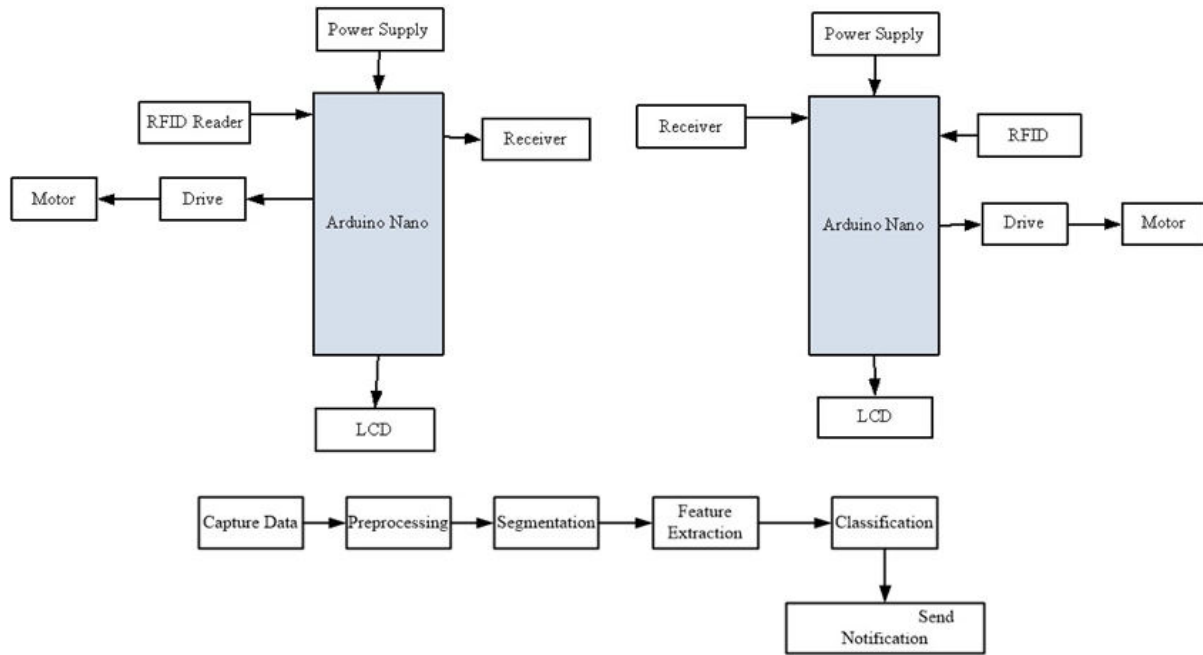 Power Supply
RFID Reader
Receiver
Motor
Drive
Arduino Nano
LCD
Power Supply
Receiver
RFID
Arduino Nano
Drive
Motor
LCD
Capture Data
Preprocessing
Segmentation
Feature
Extraction
Classification
Send
Notification